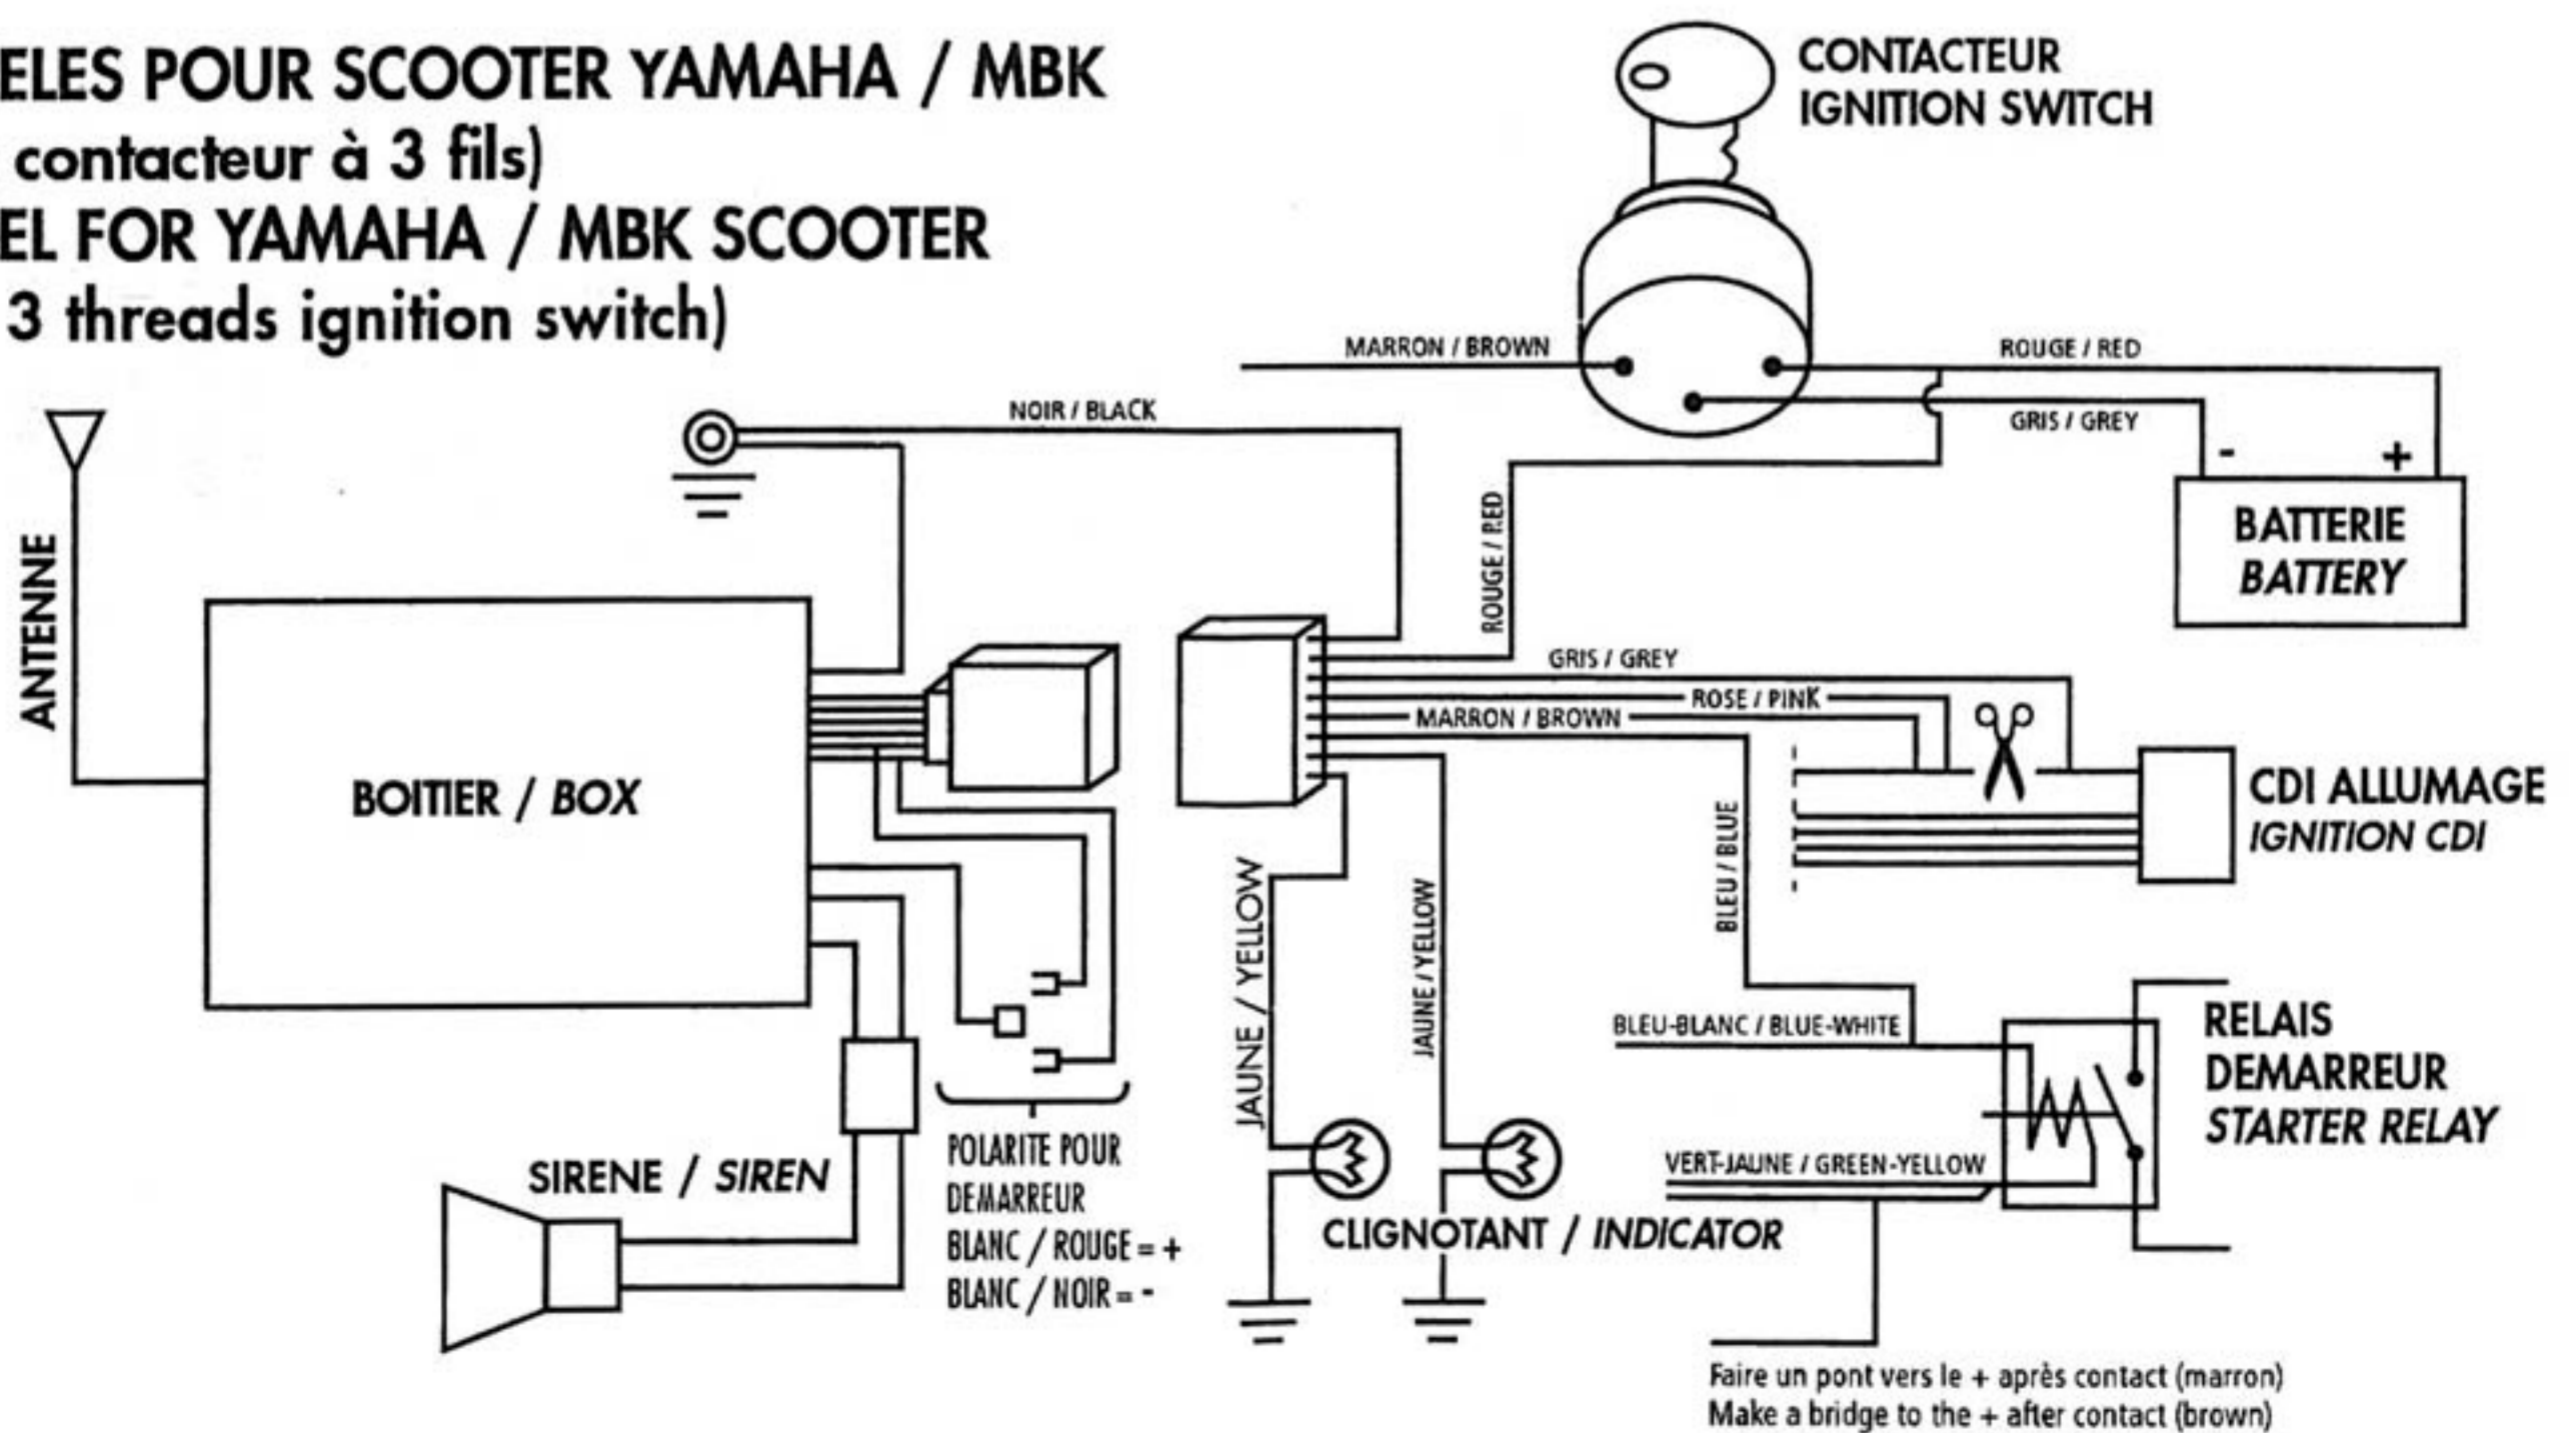 ELES POUR SCOOTER YAMAHA / MBK
contacteur à 3 fils)
EL FOR YAMAHA / MBK SCOOTER
3 threads ignition switch)
CONTACTEUR
IGNITION SWITCH
MARRON / BROWN
ROUGE / RED
GRIS / GREY
NOIR / BLACK
- +
BATTERIE
BATTERY
ANTENNE
ROUGE / RED
GRIS / GREY
ROSE / PINK
MARRON / BROWN
BOITIER / BOX
CDI ALLUMAGE
IGNITION CDI
BLEU / BLUE
JAUNE / YELLOW
JAUNE / YELLOW
BLEU-BLANC / BLUE-WHITE
RELAIS
DEMARREUR
STARTER RELAY
VERT-JAUNE / GREEN-YELLOW
SIRENE / SIREN
POLARITE POUR
DEMARREUR
BLANC / ROUGE = +
BLANC / NOIR = -
CLIGNOTANT / INDICATOR
Faire un pont vers le + après contact (marron)
Make a bridge to the + after contact (brown)